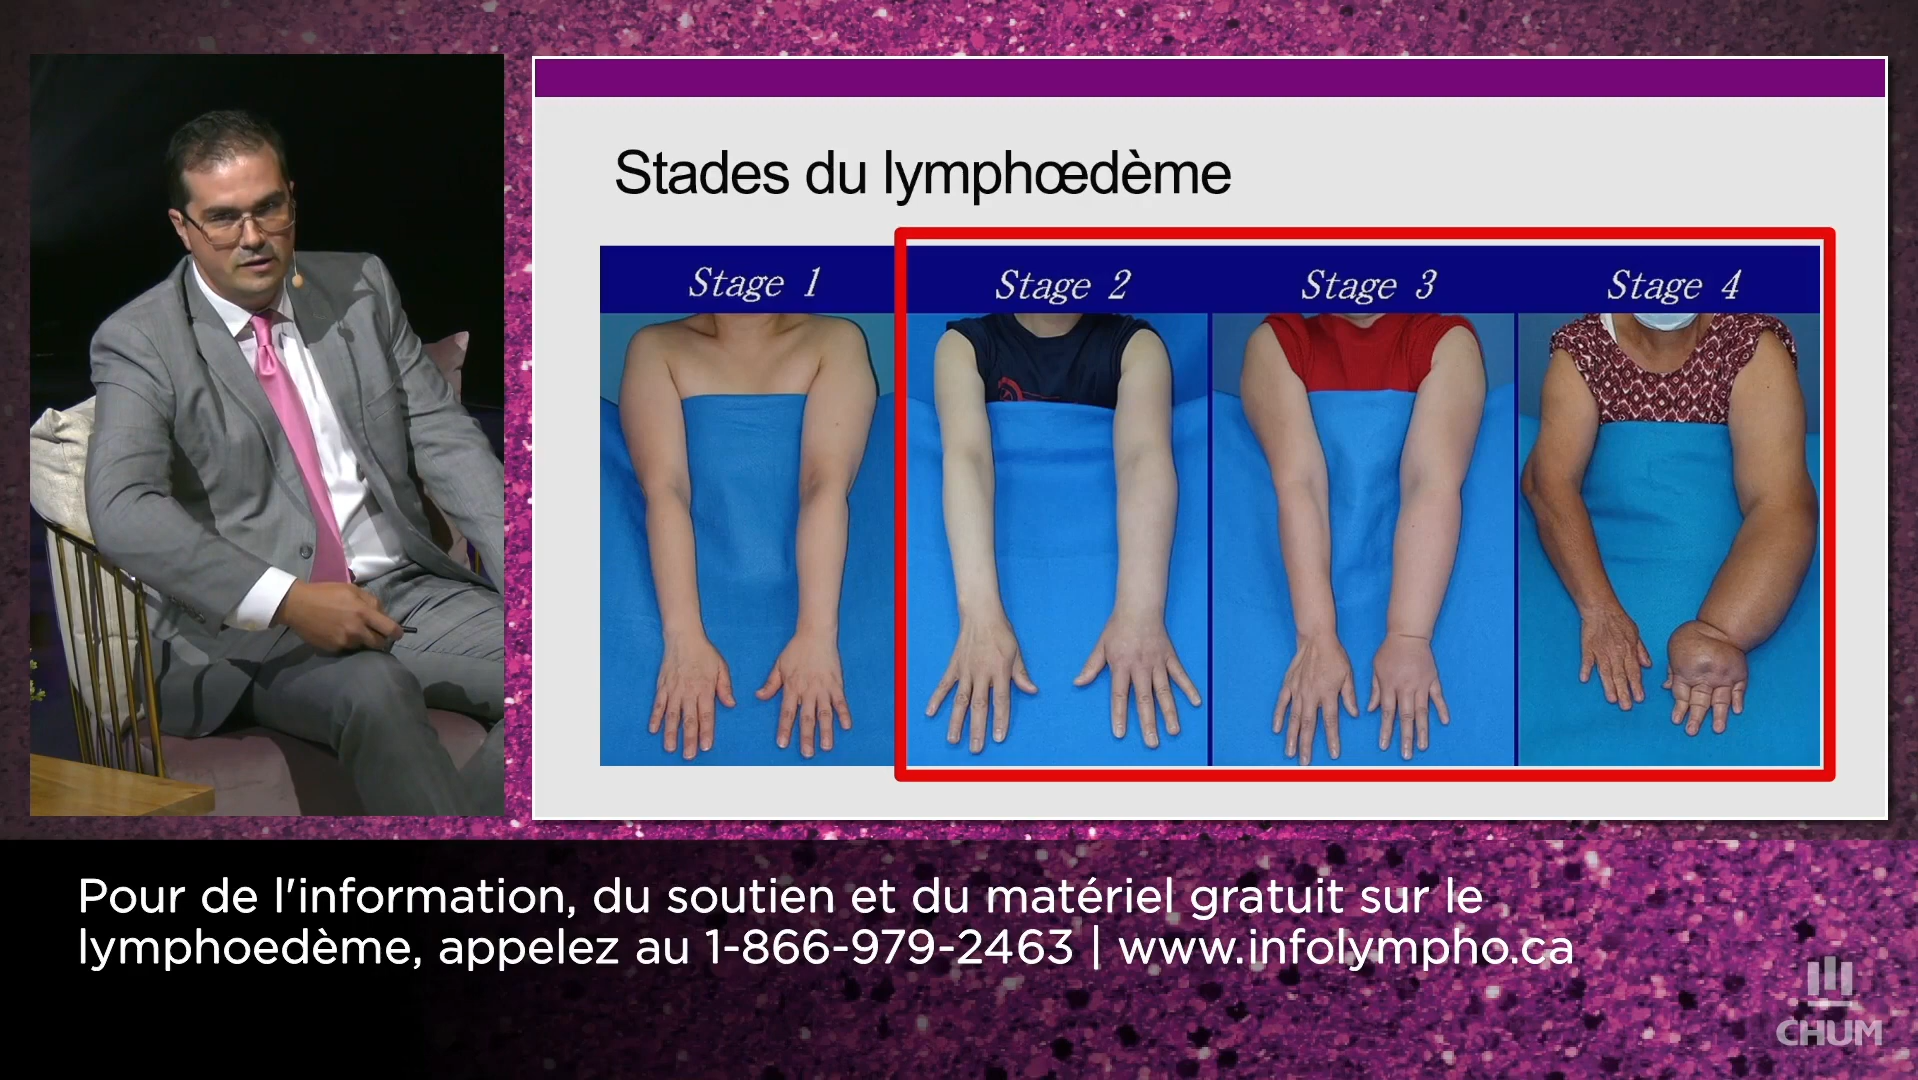 Stades du lymphœdème
Stage 1
Stage 2
Stage 3
Stage 4
Pour de l'information, du soutien et du matériel gratuit sur le
lymphoedème, appelez au 1-866-979-2463 | www.infolympho.ca
CHUM